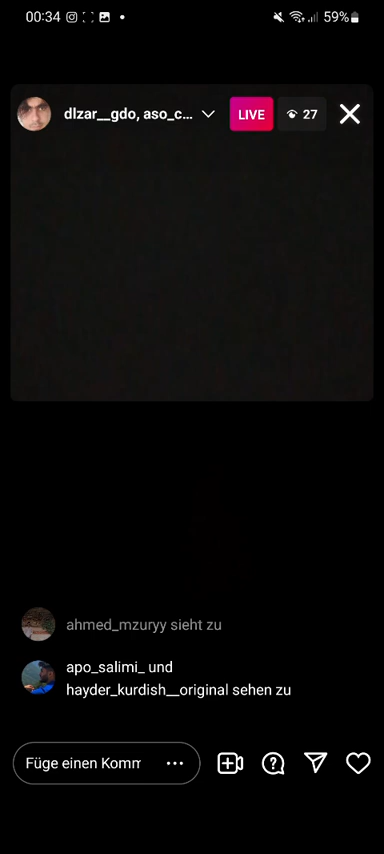 00:34 59%
dlzar__gdo, aso_c... LIVE 27
ahmed_mzuryy sieht zu
apo_salimi_ und
hayder_kurdish__original sehen zu
Füge einen Komm